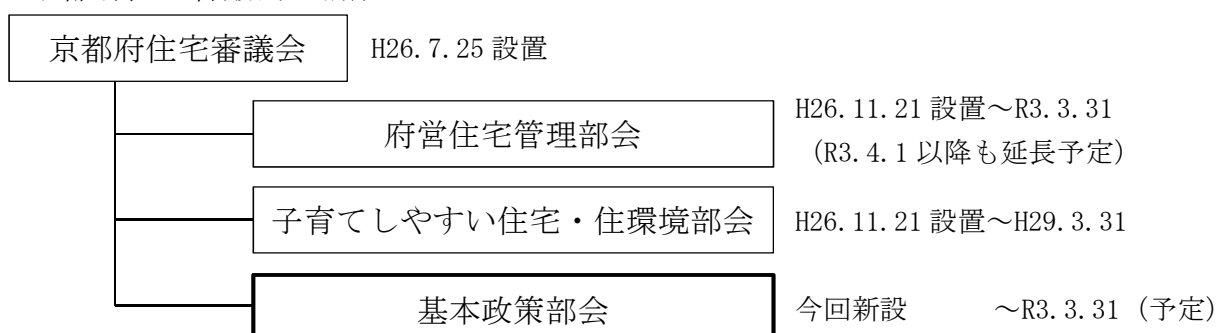 京都府住宅審議会 H26.7.25 設置
府営住宅管理部会 H26.11.21 設置～R3.3.31
（R3.4.1 以降も延長予定）
子育てしやすい住宅・住環境部会 H26.11.21 設置～H29.3.31
基本政策部会 今回新設 ～R3.3.31（予定）